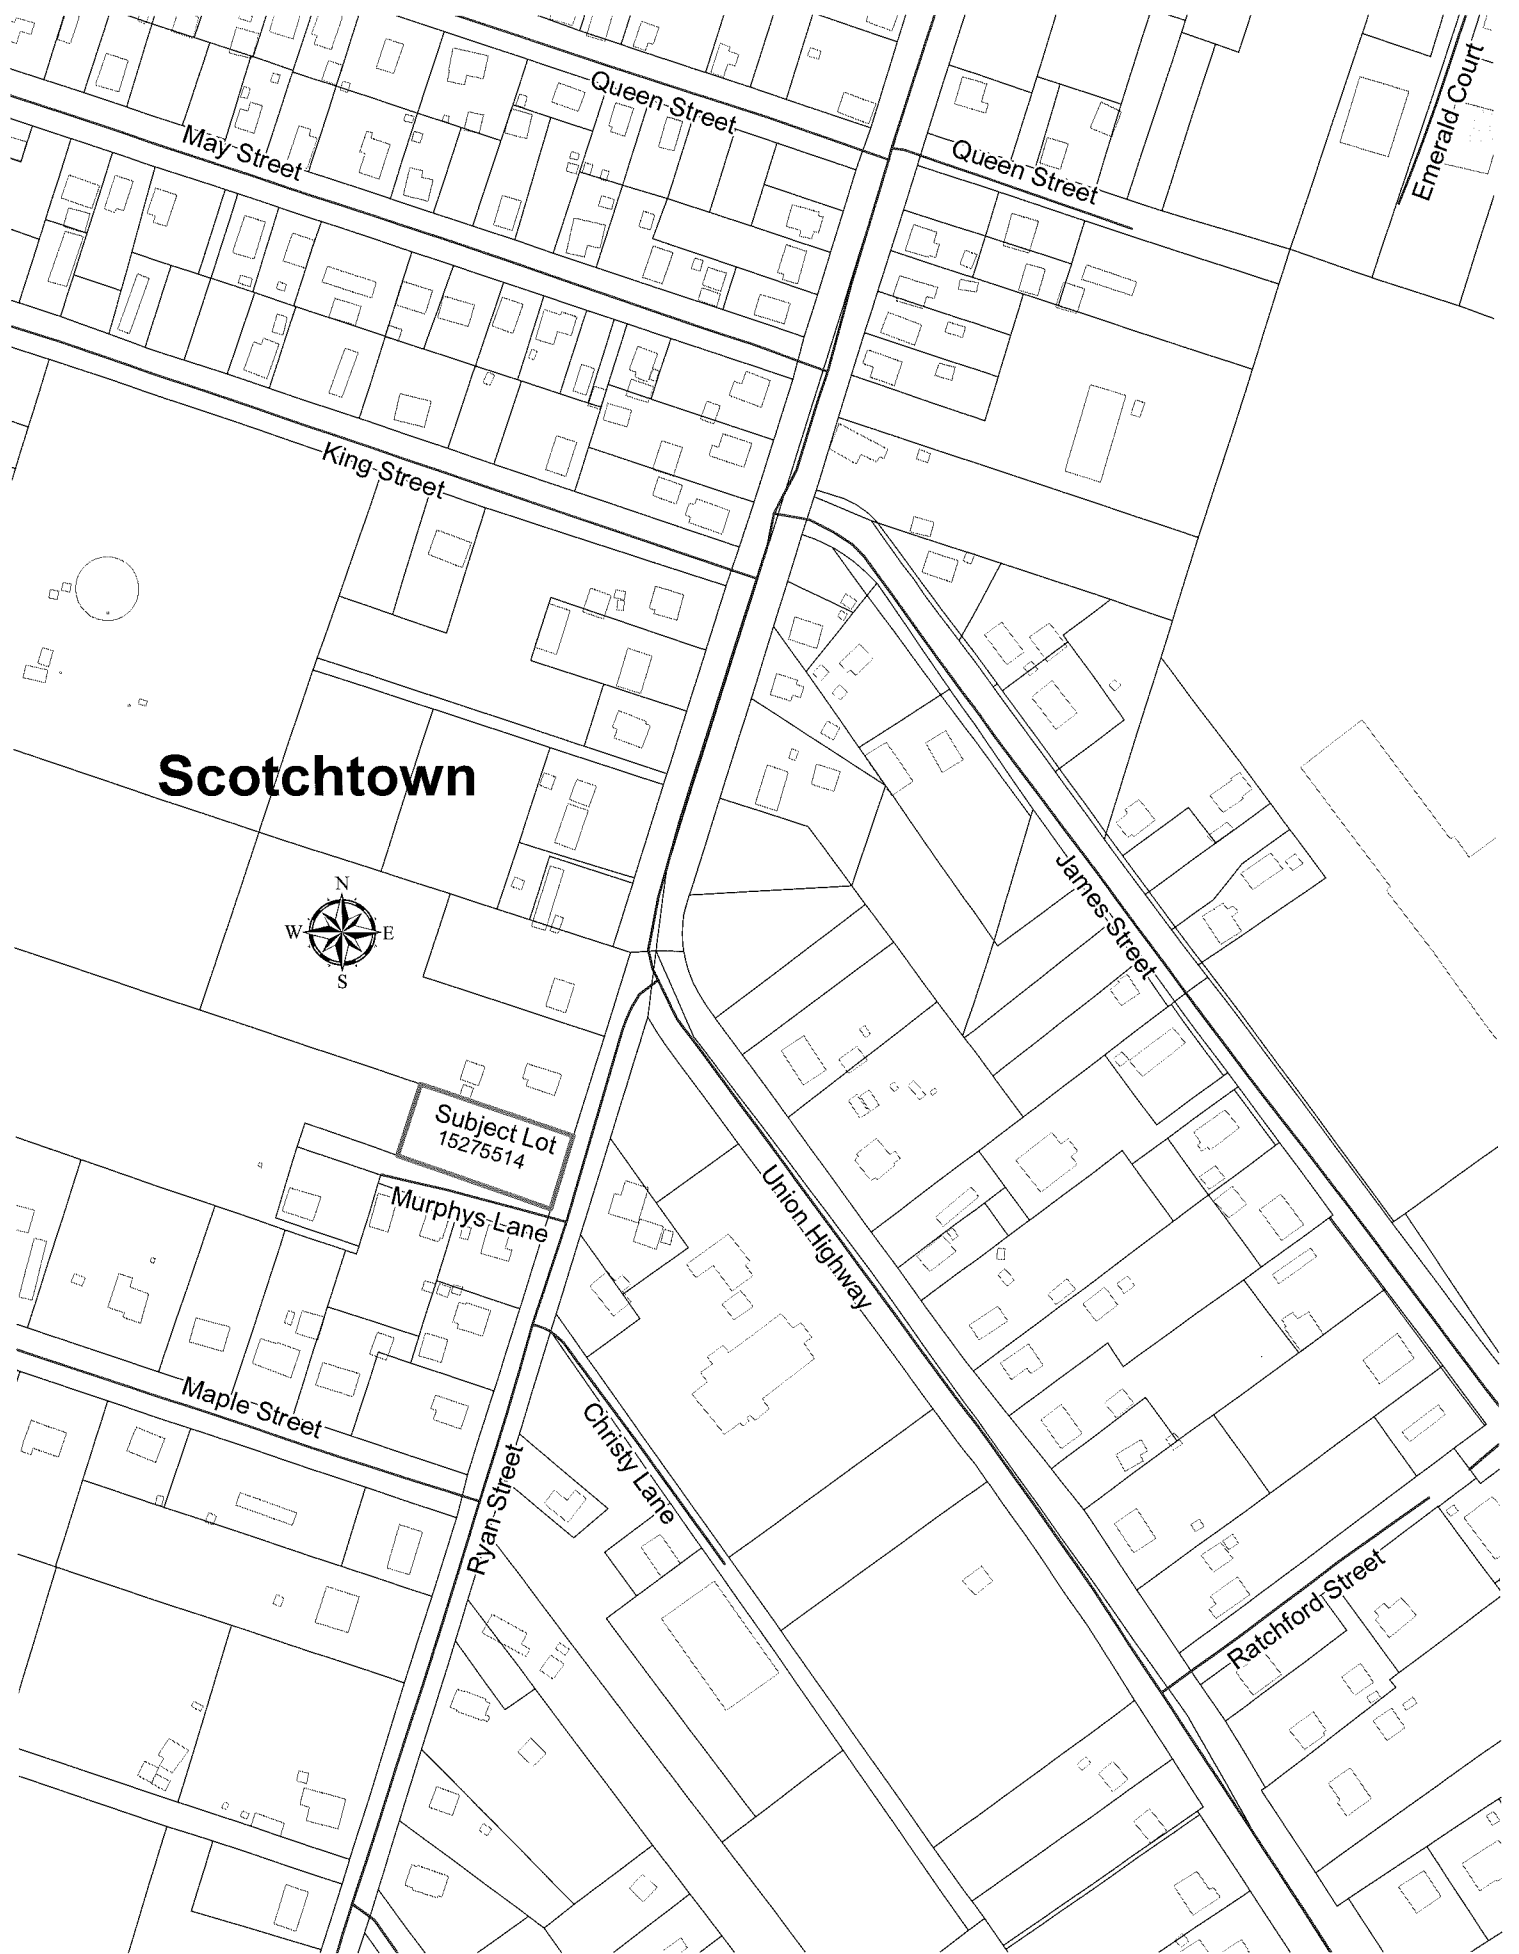 Queen Street
Emerald Court
May Street
Queen Street
King Street
Scotchtown
N
W E
S
James Street
Subject Lot
15275514
Murphys Lane
Union Highway
Maple Street
Christy Lane
Ryan Street
Ratchford Street